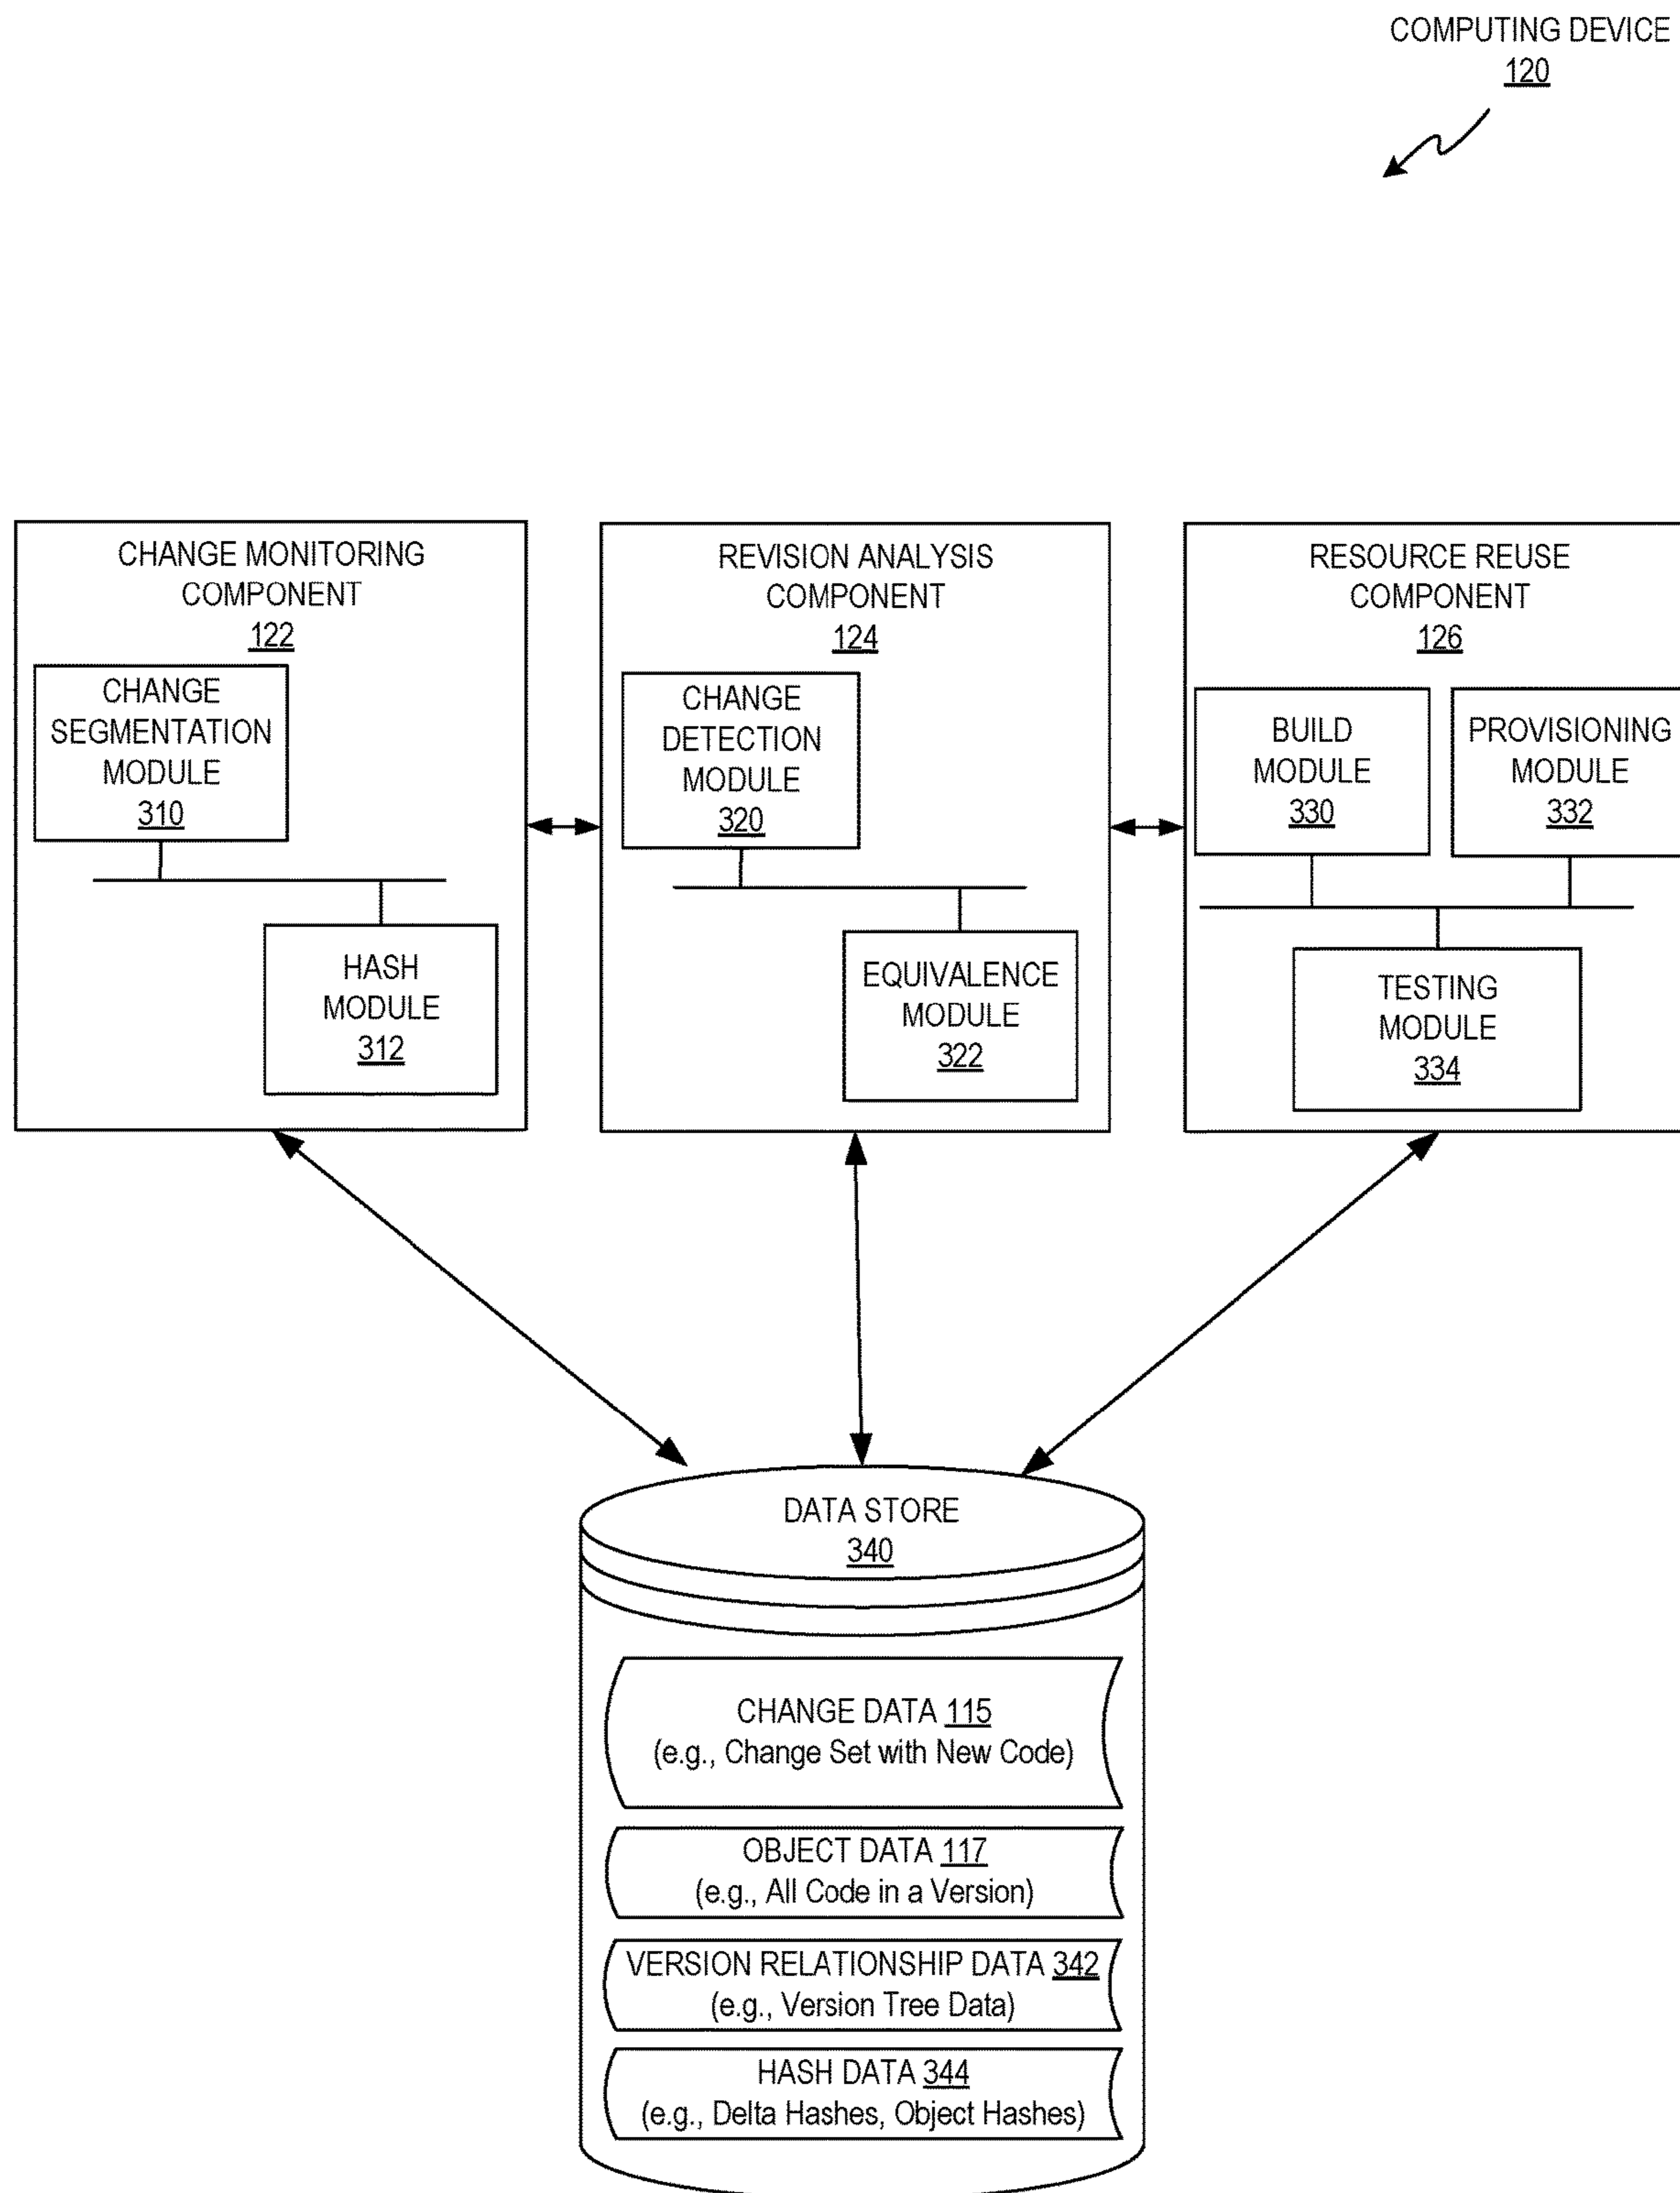 COMPUTING DEVICE
120
CHANGE MONITORING
COMPONENT
122
CHANGE
SEGMENTATION
MODULE
310
HASH
MODULE
312
REVISION ANALYSIS
COMPONENT
124
CHANGE
DETECTION
MODULE
320
EQUIVALENCE
MODULE
322
RESOURCE REUSE
COMPONENT
126
BUILD
MODULE
330
PROVISIONING
MODULE
332
TESTING
MODULE
334
DATA STORE
340
CHANGE DATA 115
(e.g., Change Set with New Code)
OBJECT DATA 117
(e.g., All Code in a Version)
VERSION RELATIONSHIP DATA 342
(e.g., Version Tree Data)
HASH DATA 344
(e.g., Delta Hashes, Object Hashes)